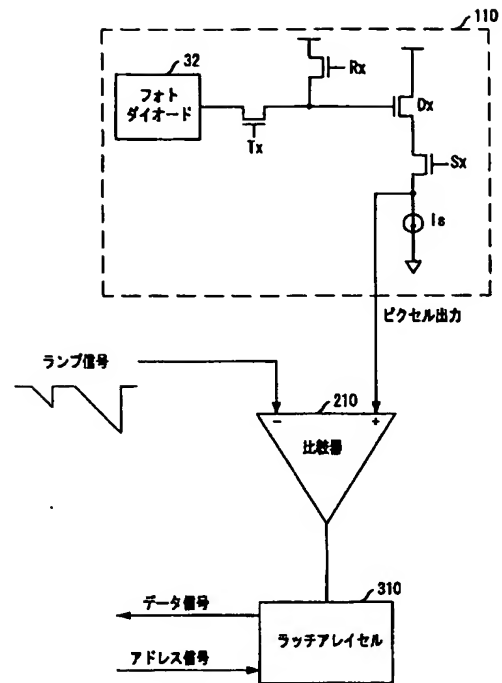 110
32
フォト
ダイオード
Rx
Tx
Dx
Sx
Is
ピクセル出力
ランプ信号
210
- +
比較器
310
データ信号
ラッチアレイセル
アドレス信号